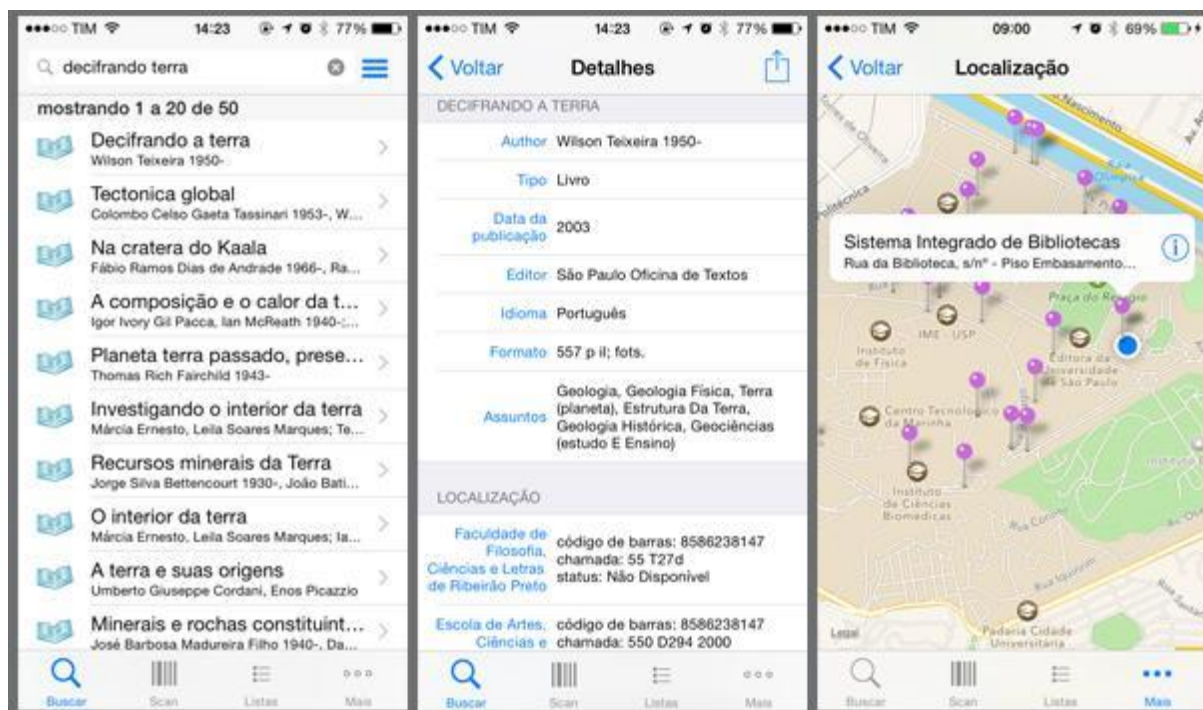 TIM 14:23 77%
decifrando terra
mostrando 1 a 20 de 50
Decifrando a terra
Wilson Teixeira 1950-
Tectonica global
Colombo Celso Gaeta Tassinari 1953-, W...
Na cratera do Kaala
Fábio Ramos Dias de Andrade 1966-, Ra...
A composição e o calor da t...
Igor Ivory Gil Pacca, Ian McReath 1940-:...
Planeta terra passado, prese...
Thomas Rich Fairchild 1943-
Investigando o interior da terra
Márcia Ernesto, Leila Soares Marques; Te...
Recursos minerais da Terra
Jorge Silva Bettencourt 1930-, João Bati...
O interior da terra
Márcia Ernesto, Leila Soares Marques; Ia...
A terra e suas origens
Umberto Giuseppe Cordani, Enos Picazzio
Minerais e rochas constituint...
José Barbosa Madureira Filho 1940-, Da...
Buscar Scan Listas Mais
TIM 14:23 77%
Voltar Detalhes
DECIFRANDO A TERRA
Author Wilson Teixeira 1950-
Tipo Livro
Data da
publicação 2003
Editor São Paulo Oficina de Textos
Idioma Português
Formato 557 p il; fots.
Assuntos Geologia, Geologia Física, Terra
(planeta), Estrutura Da Terra,
Geologia Histórica, Geociências
(estudo E Ensino)
LOCALIZAÇÃO
Faculdade de
Filosofia,
Ciências e Letras
de Ribeirão Preto
código de barras: 8586238147
chamada: 55 T27d
status: Não Disponível
Escola de Artes,
Ciências e
código de barras: 8586238147
chamada: 550 D294 2000
Buscar Scan Listas Mais
TIM 09:00 69%
Voltar Localização
Nascimento
Politécnica
Raia
Olímpica
Sistema Integrado de Bibliotecas
Rua da Biblioteca, s/nº - Piso Embasamento...
Praça do Relógio
IME - USP
Instituto
de Física
Editora da
Universidade
de São Paulo
Centro Tecnológico
da Marinha
Instituto
de Ciências
Biomedicas
Legal
Padaria Cidade
Universitária
Buscar Scan Listas Mais